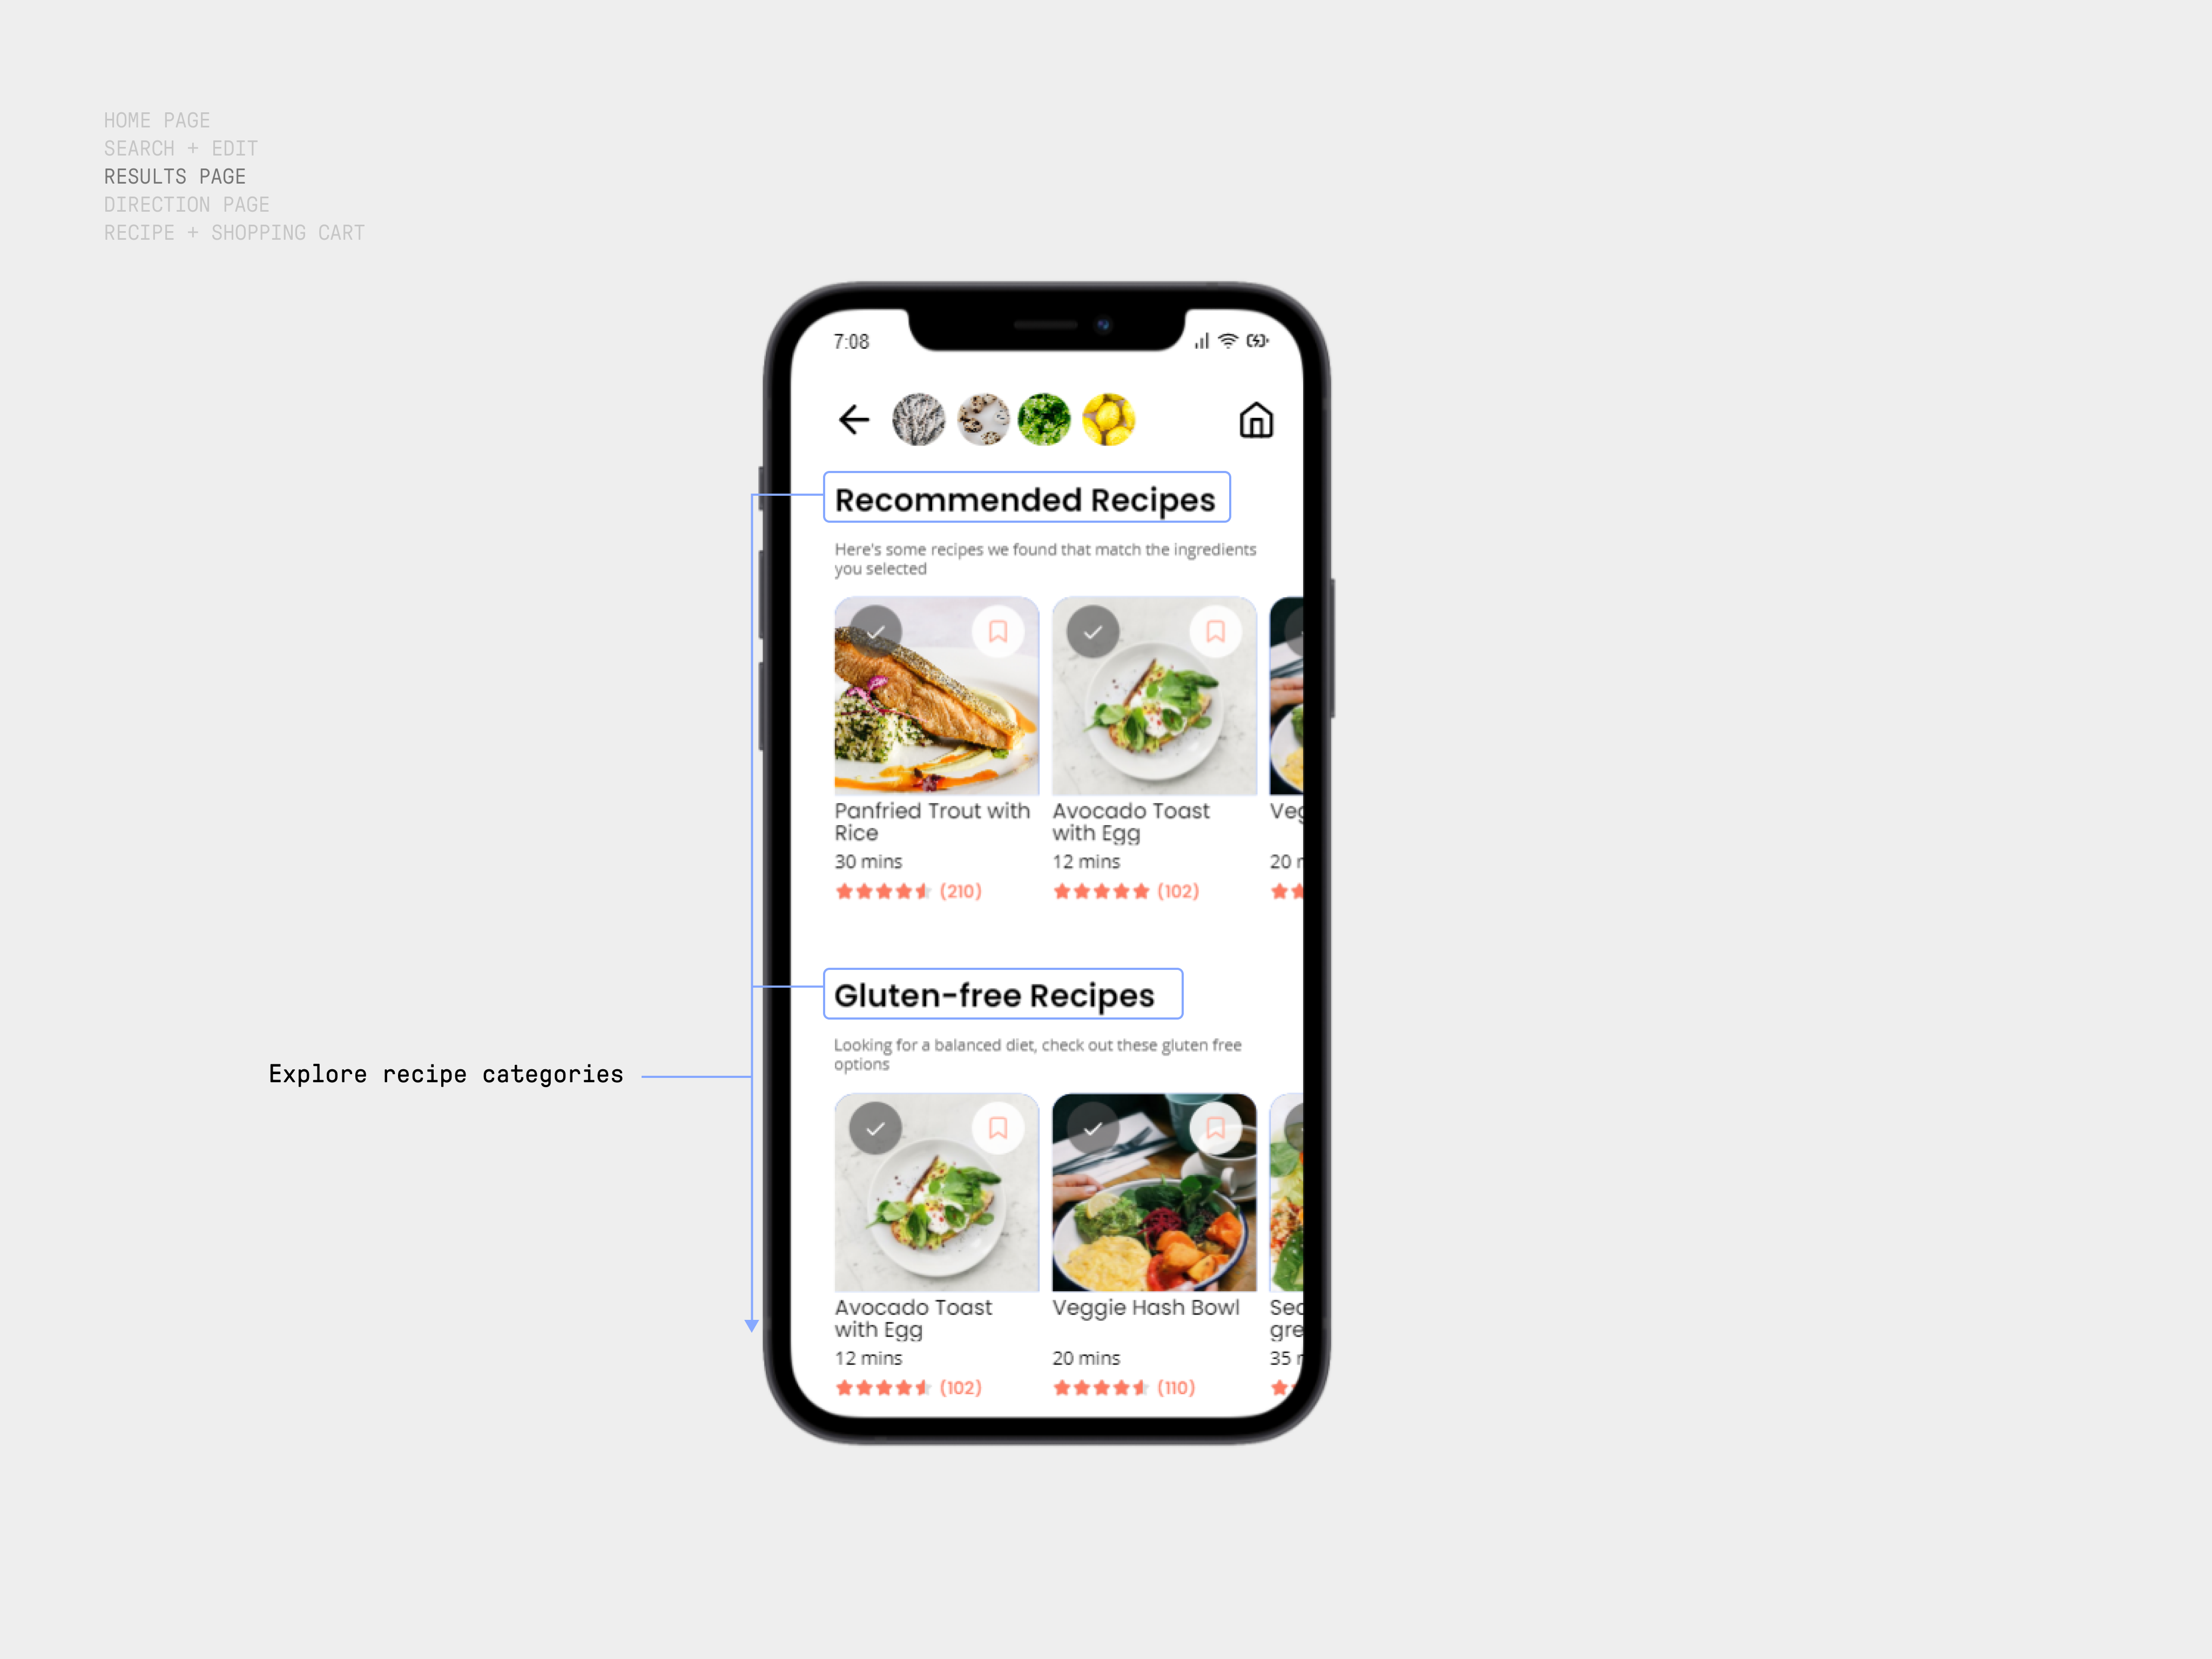 HOME PAGE
SEARCH + EDIT
RESULTS PAGE
DIRECTION PAGE
RECIPE + SHOPPING CART
7:08
Recommended Recipes
Here's some recipes we found that match the ingredients
you selected
Panfried Trout with
Rice
30 mins
(210)
Avocado Toast
with Egg
12 mins
(102)
20
Gluten-free Recipes
Looking for a balanced diet, check out these gluten free
options
Explore recipe categories
Avocado Toast
with Egg
12 mins
(102)
Veggie Hash Bowl
20 mins
(110)
35